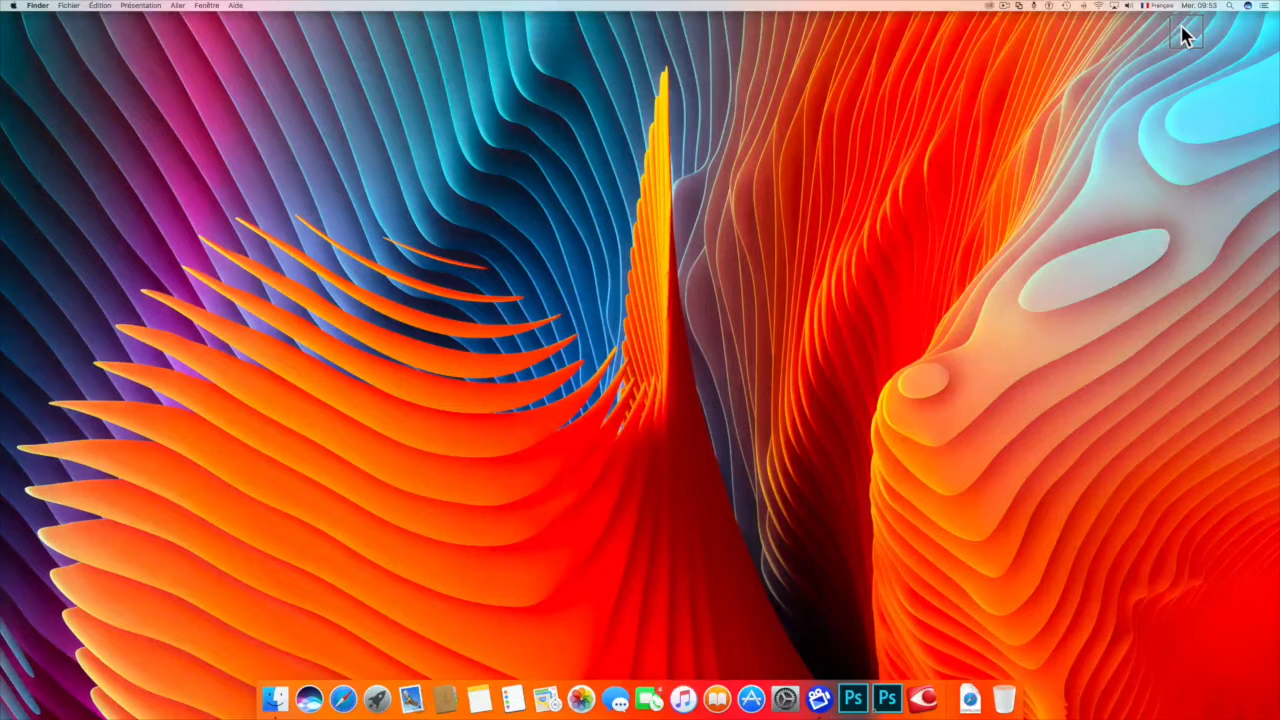 Finder Fichier Édition Présentation Aller Fenêtre Aide Français Mer. 09:53
Ps Ps